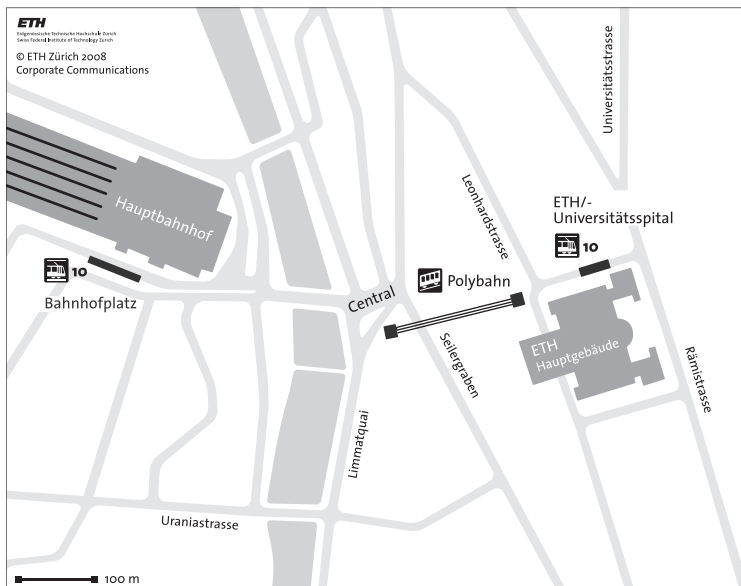 ETH
Eidgenössische Technische Hochschule Zürich
Swiss Federal Institute of Technology Zurich
© ETH Zürich 2008
Corporate Communications
Universitätsstrasse
Leonhardstrasse
ETH/-
Universitätsspital
10
Hauptbahnhof
10
Bahnhofplatz
Central
Polybahn
ETH
Hauptgebäude
Seilergraben
Rämistrasse
Limmatquai
Uraniastrasse
100 m